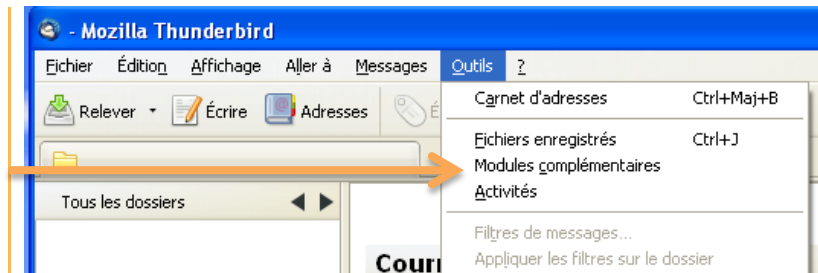 - Mozilla Thunderbird
Fichier Édition Affichage Aller à Messages Outils ?
Relever Écrire Adresses
Carnet d'adresses Ctrl+Maj+B
Fichiers enregistrés Ctrl+J
Modules complémentaires
Activités
Tous les dossiers
Filtres de messages...
Appliquer les filtres sur le dossier